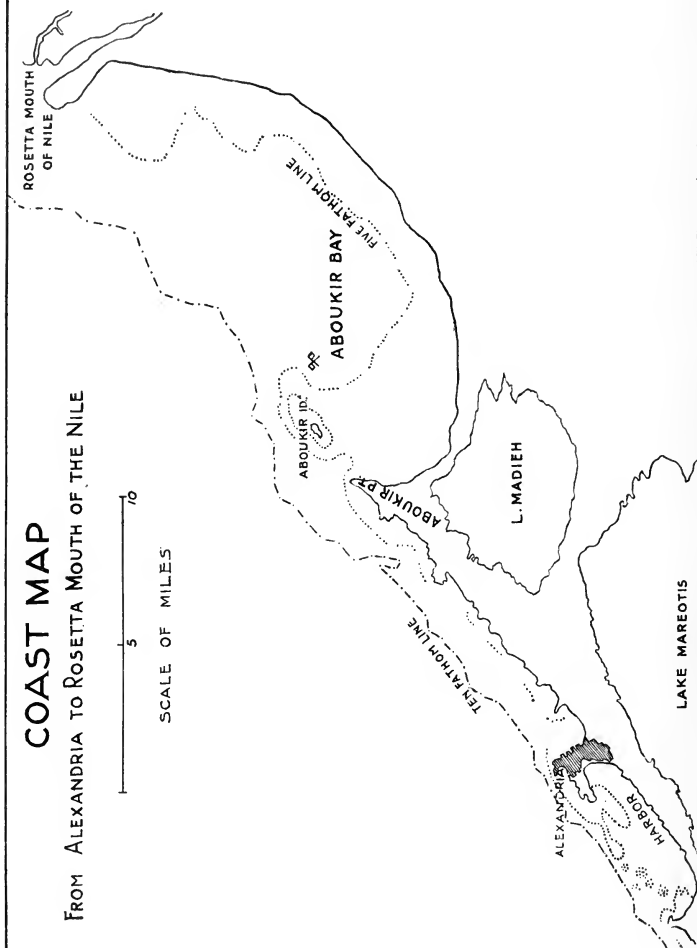 COAST MAP
FROM ALEXANDRIA TO ROSETTA MOUTH OF THE NILE
5
10
SCALE OF MILES
ROSETTA MOUTH
OF NILE
FIVE FATHOM LINE
ABOUKIR BAY
ABOUKIR ID.
ABOUKIR PT.
L. MADIEH
TEN FATHOM LINE
ALEXANDRIA
HARBOR
LAKE MAREOTIS